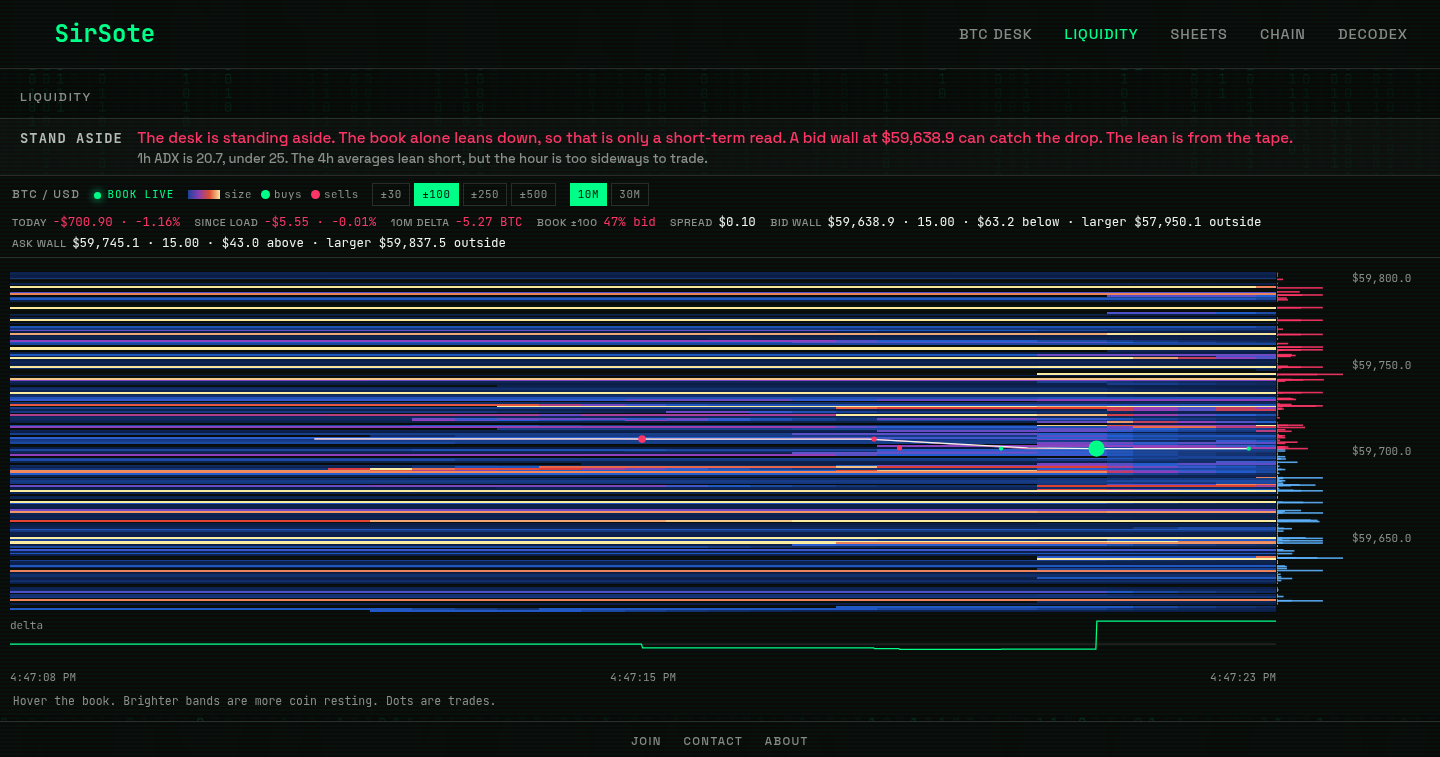 SirSote
BTC DESK LIQUIDITY SHEETS CHAIN DECODEX
LIQUIDITY
STAND ASIDE The desk is standing aside. The book alone leans down, so that is only a short-term read. A bid wall at $59,638.9 can catch the drop. The lean is from the tape.
1h ADX is 20.7, under 25. The 4h averages lean short, but the hour is too sideways to trade.
BTC / USD BOOK LIVE size buys sells ±30 ±100 ±250 ±500 10M 30M
TODAY -$700.90 · -1.16% SINCE LOAD -$5.55 · -0.01% 10M DELTA -5.27 BTC BOOK ±100 47% bid SPREAD $0.10 BID WALL $59,638.9 · 15.00 · $63.2 below · larger $57,950.1 outside
ASK WALL $59,745.1 · 15.00 · $43.0 above · larger $59,837.5 outside
$59,800.0
$59,750.0
$59,700.0
$59,650.0
delta
4:47:08 PM 4:47:15 PM 4:47:23 PM
Hover the book. Brighter bands are more coin resting. Dots are trades.
JOIN CONTACT ABOUT